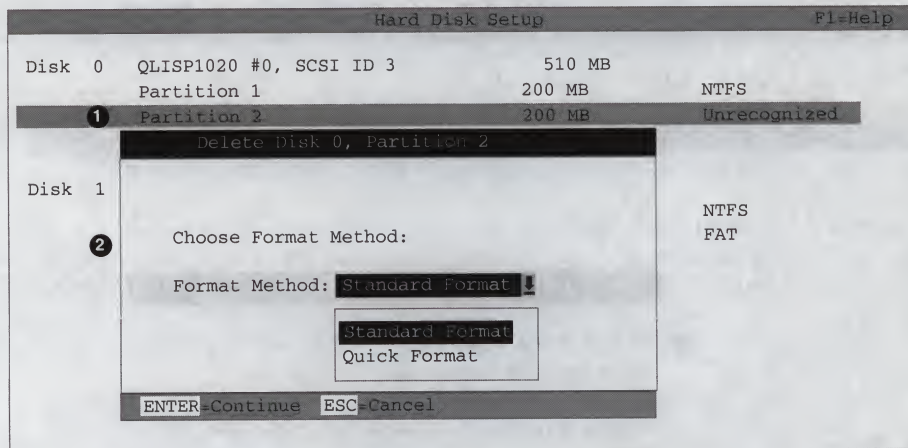 Hard Disk Setup F1=Help
Disk 0 QLISP1020 #0, SCSI ID 3 510 MB
Partition 1 200 MB NTFS
1 Partition 2 200 MB Unrecognized
Delete Disk 0, Partition 2
Disk 1
NTFS
FAT
2 Choose Format Method:
Format Method: Standard Format
Standard Format
Quick Format
ENTER=Continue ESC=Cancel